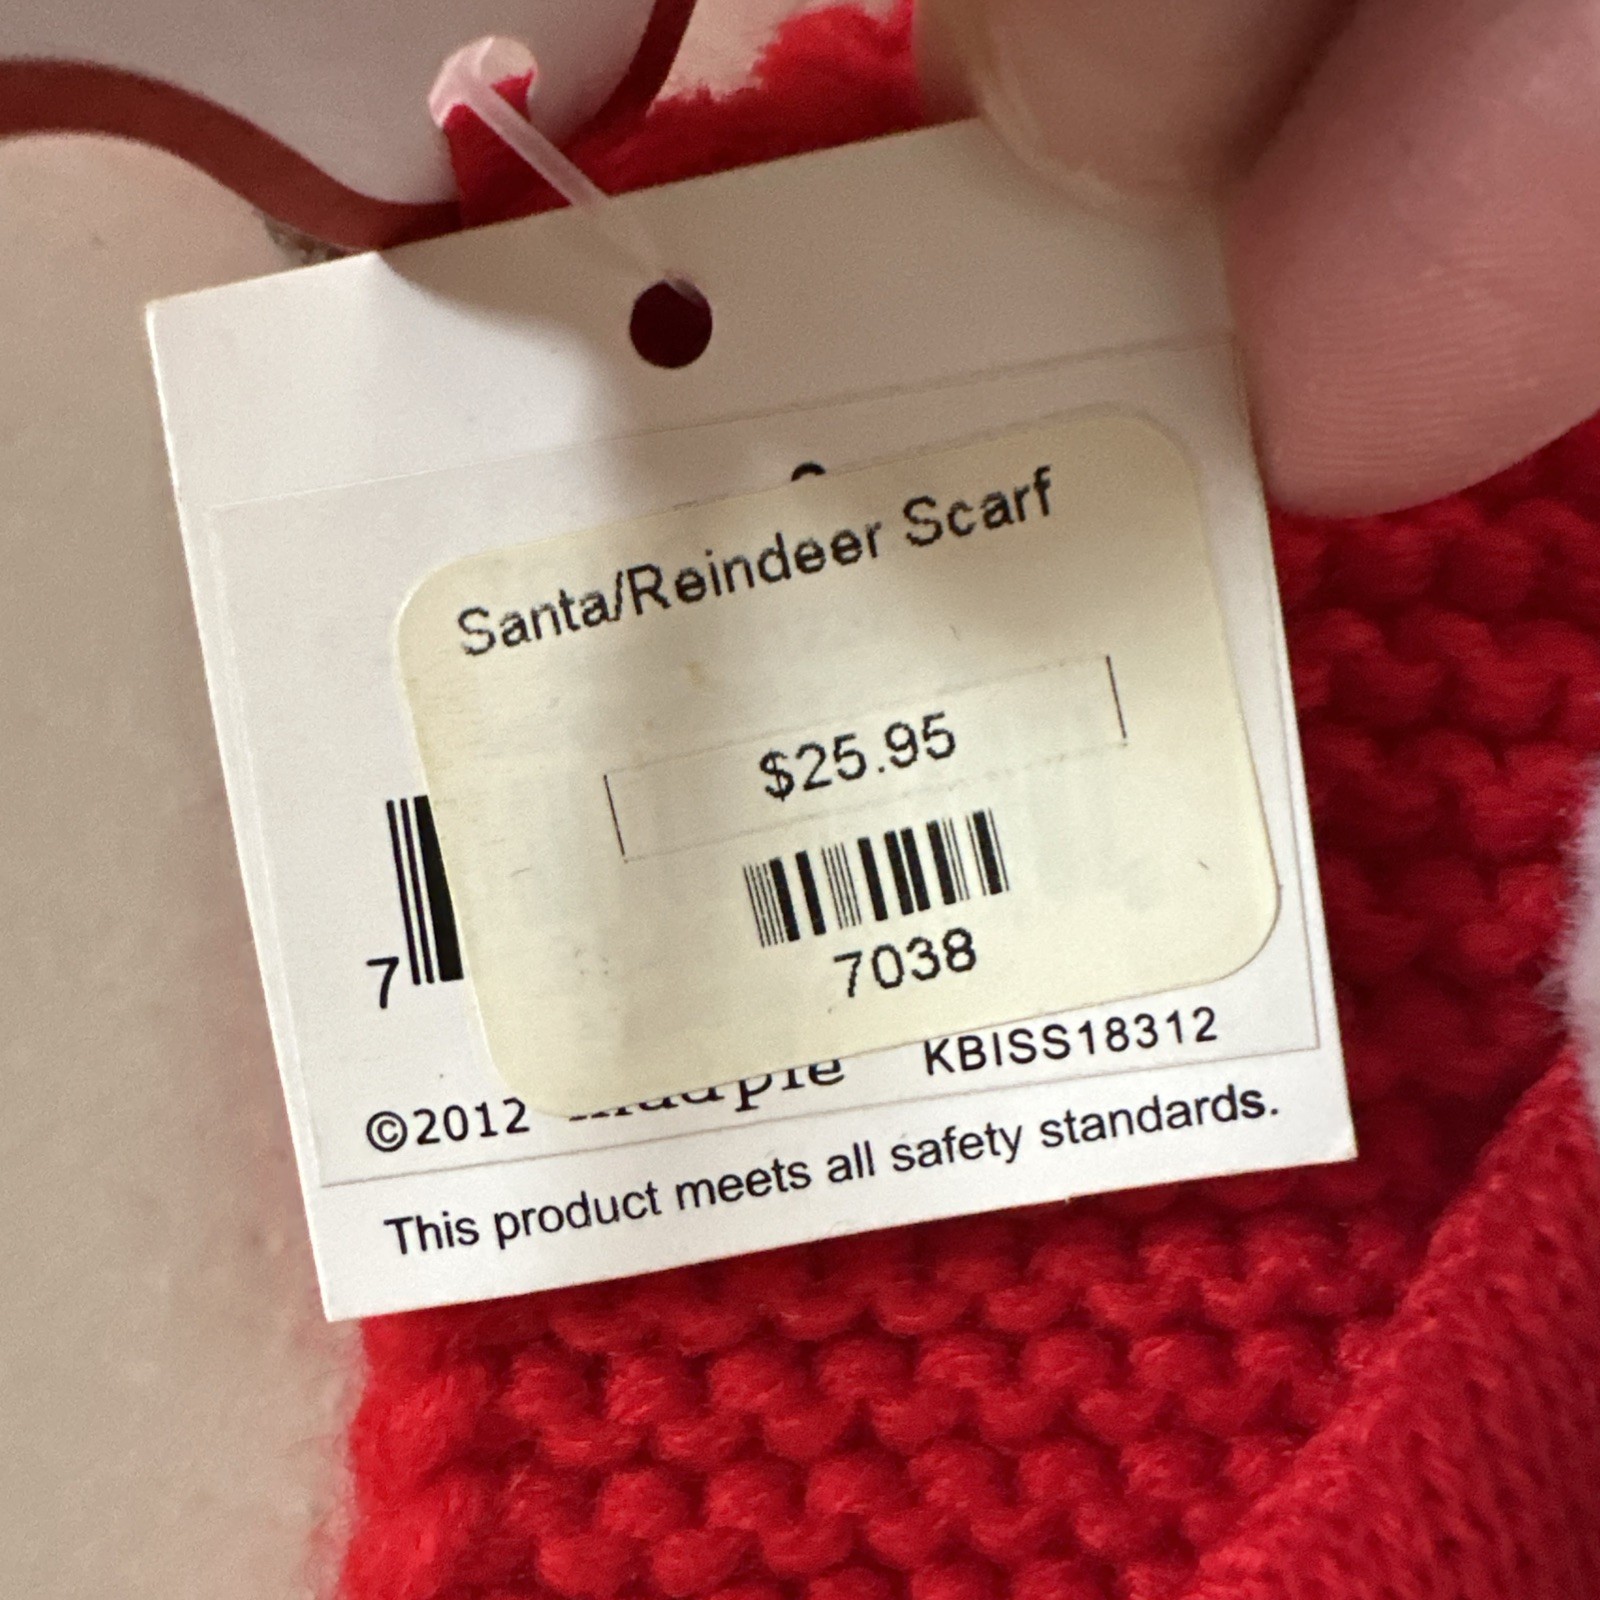 Santa/Reindeer Scarf
$25.95
7038
7
©2012 KBISS18312
This product meets all safety standards.